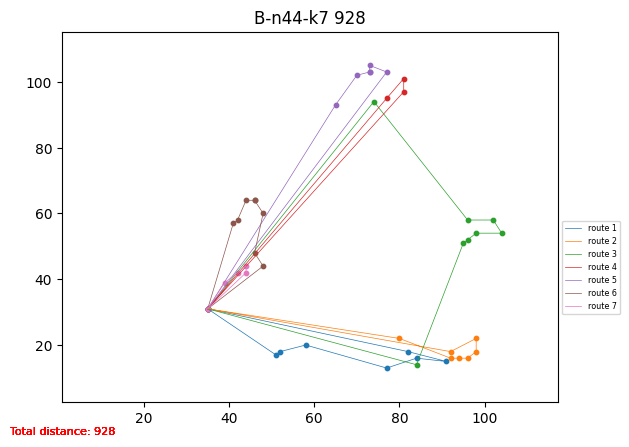 B-n44-k7 928
100
80
60
40
20
20 40 60 80 100
route 1
route 2
route 3
route 4
route 5
route 6
route 7
Total distance: 928